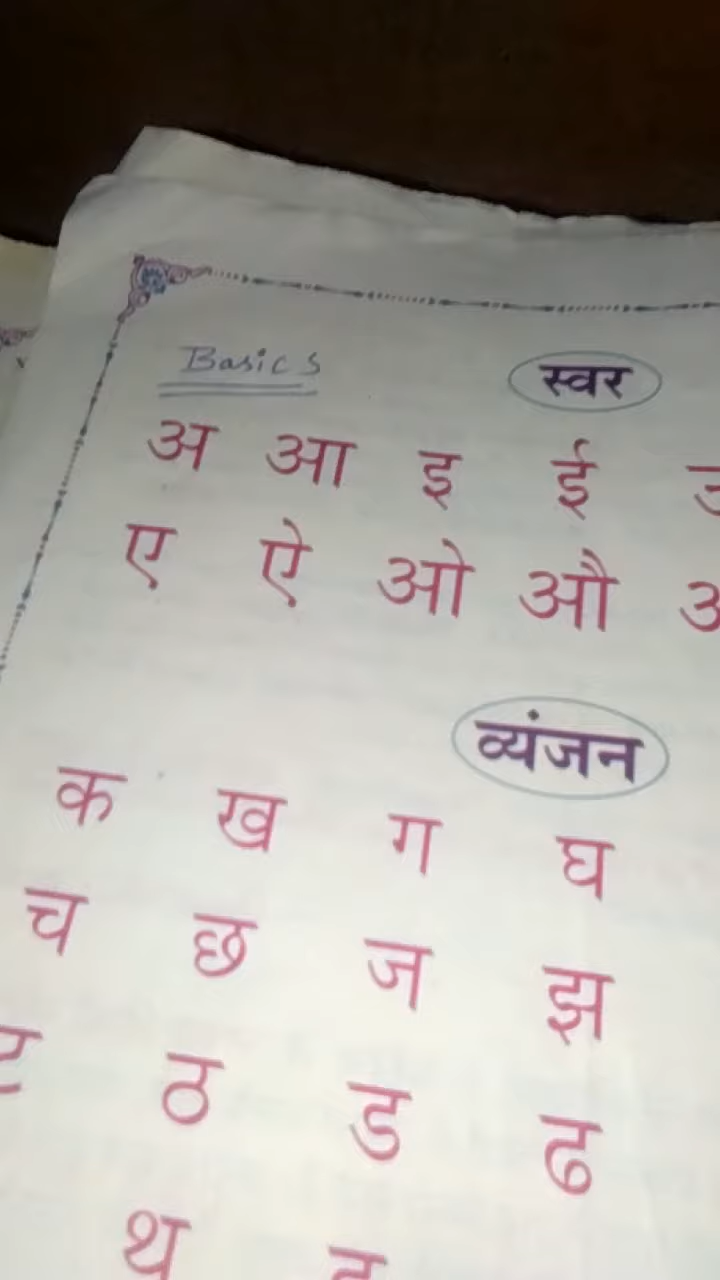 Basics
स्वर
अ आ इ ई
ए ऐ ओ औ
व्यंजन
क ख ग घ
च छ ज झ
ठ ड ढ
थ